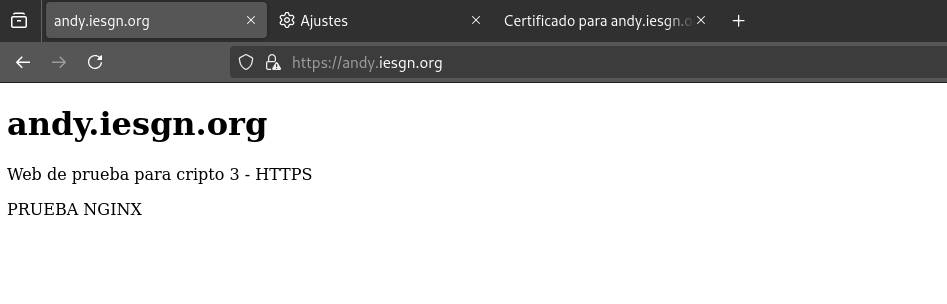 andy.iesgn.org
Ajustes
Certificado para andy.iesgn.o
https://andy.iesgn.org
andy.iesgn.org
Web de prueba para cripto 3 - HTTPS
PRUEBA NGINX